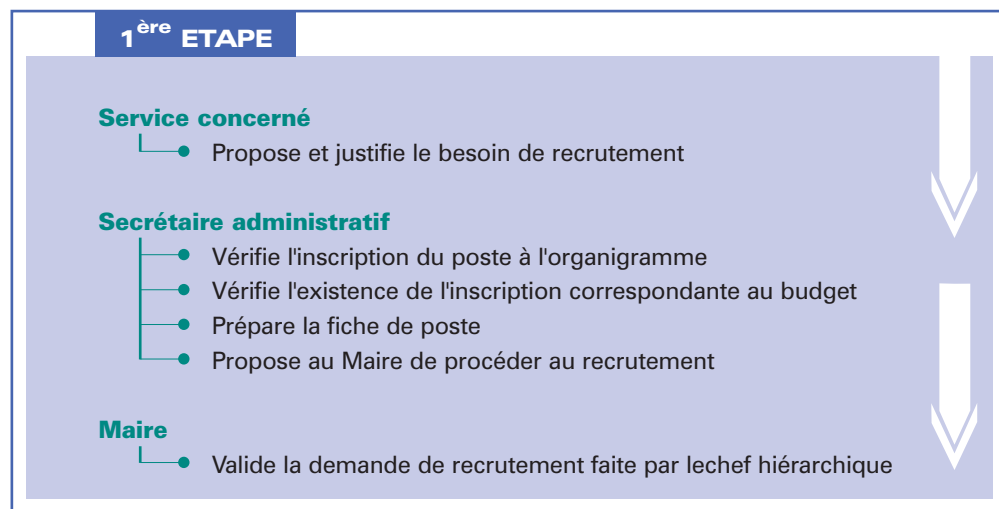 1ère ETAPE
Service concerné
Propose et justifie le besoin de recrutement
Secrétaire administratif
Vérifie l'inscription du poste à l'organigramme
Vérifie l'existence de l'inscription correspondante au budget
Prépare la fiche de poste
Propose au Maire de procéder au recrutement
Maire
Valide la demande de recrutement faite par lechef hiérarchique